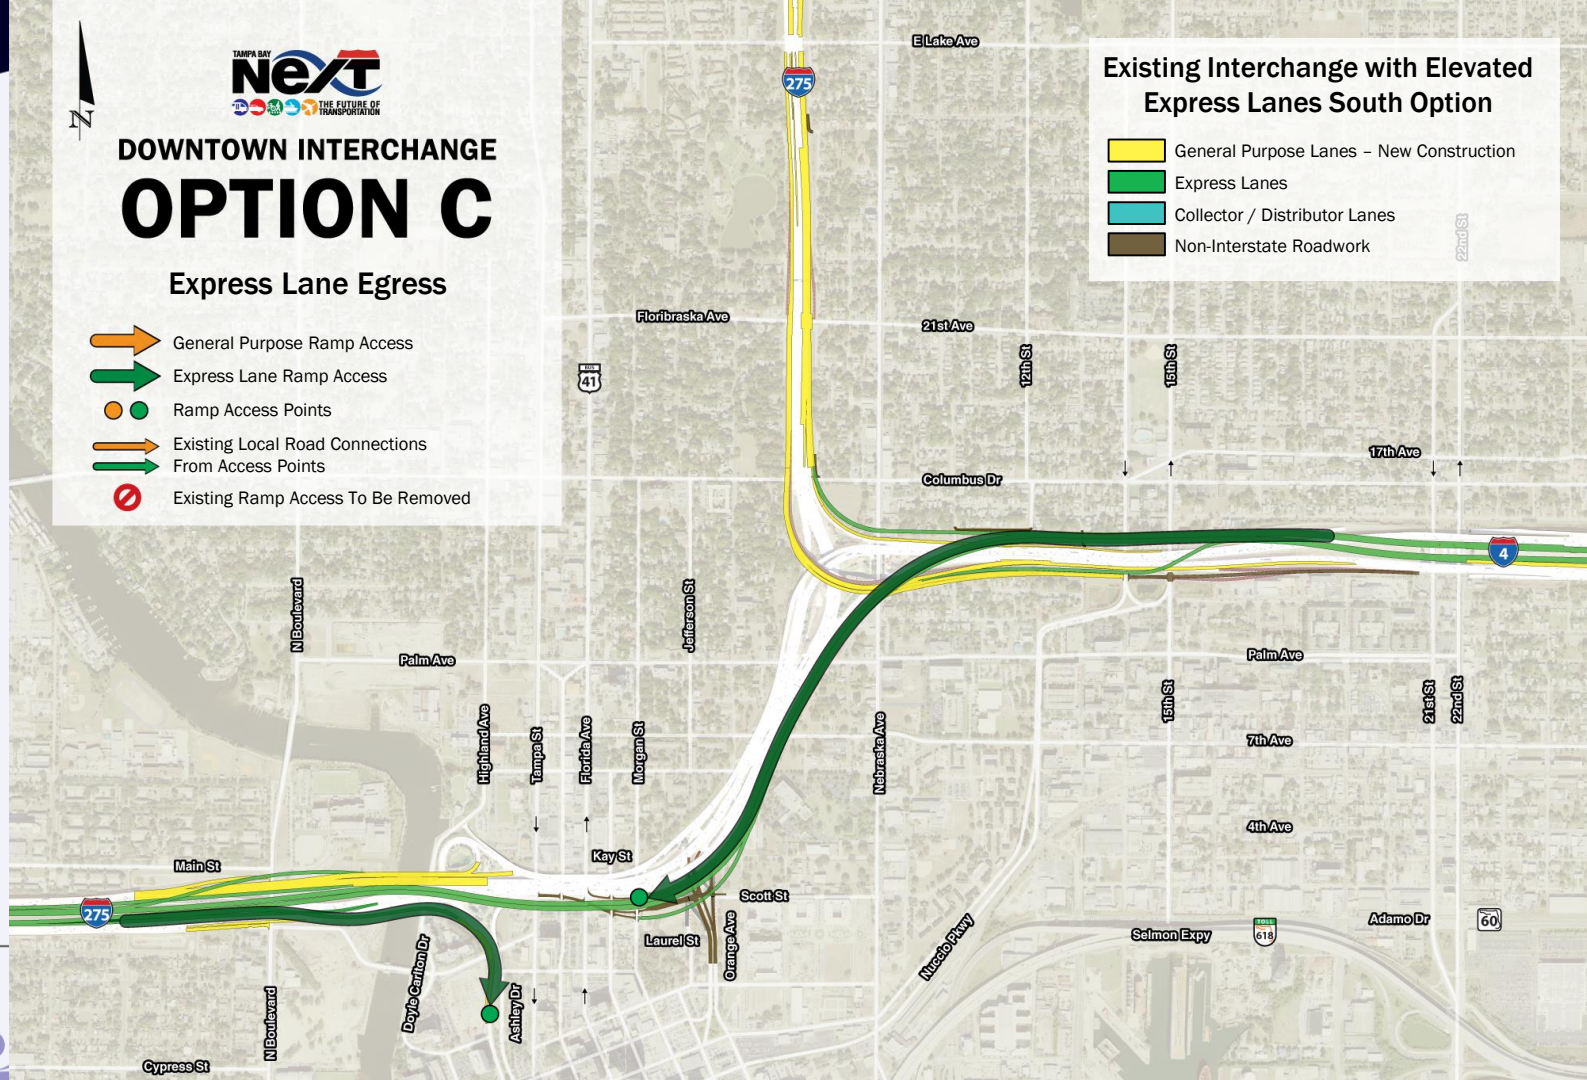 N
TAMPA BAY
NeXT
THE FUTURE OF
TRANSPORTATION
DOWNTOWN INTERCHANGE
OPTION C
Express Lane Egress
General Purpose Ramp Access
Express Lane Ramp Access
Ramp Access Points
Existing Local Road Connections
From Access Points
Existing Ramp Access To Be Removed
Existing Interchange with Elevated
Express Lanes South Option
General Purpose Lanes – New Construction
Express Lanes
Collector / Distributor Lanes
Non-Interstate Roadwork
E Lake Ave
275
22nd St
Floribraska Ave
21st Ave
BUS
41
12th St
15th St
17th Ave
Columbus Dr
4
N Boulevard
Jefferson St
Palm Ave
Palm Ave
15th St
21st St
22nd St
Highland Ave
Tampa St
Florida Ave
Morgan St
Nebraska Ave
7th Ave
4th Ave
Main St
Kay St
Scott St
275
Laurel St
Orange Ave
Nuccio Pkwy
Selmon Expy
TOLL
618
Adamo Dr
60
Doyle Carlton Dr
N Boulevard
Ashley Dr
Cypress St